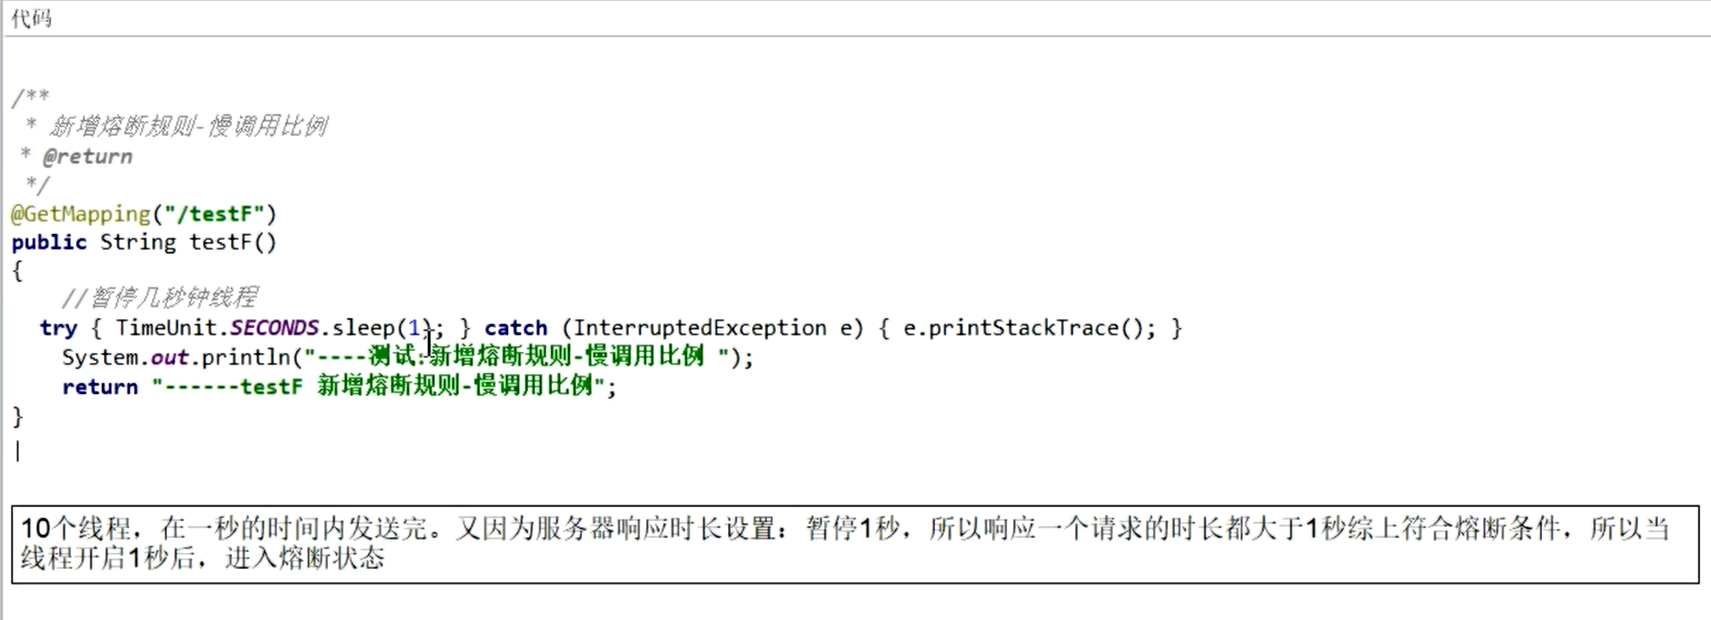 代码
/**
* 新增熔断规则-慢调用比例
* @return
*/
@GetMapping("/testF")
public String testF()
{
//暂停几秒钟线程
try { TimeUnit.SECONDS.sleep(1); } catch (InterruptedException e) { e.printStackTrace(); }
System.out.println("----测试:新增熔断规则-慢调用比例 ");
return "------testF 新增熔断规则-慢调用比例";
}
10个线程，在一秒的时间内发送完。又因为服务器响应时长设置：暂停1秒，所以响应一个请求的时长都大于1秒综上符合熔断条件，所以当
线程开启1秒后，进入熔断状态